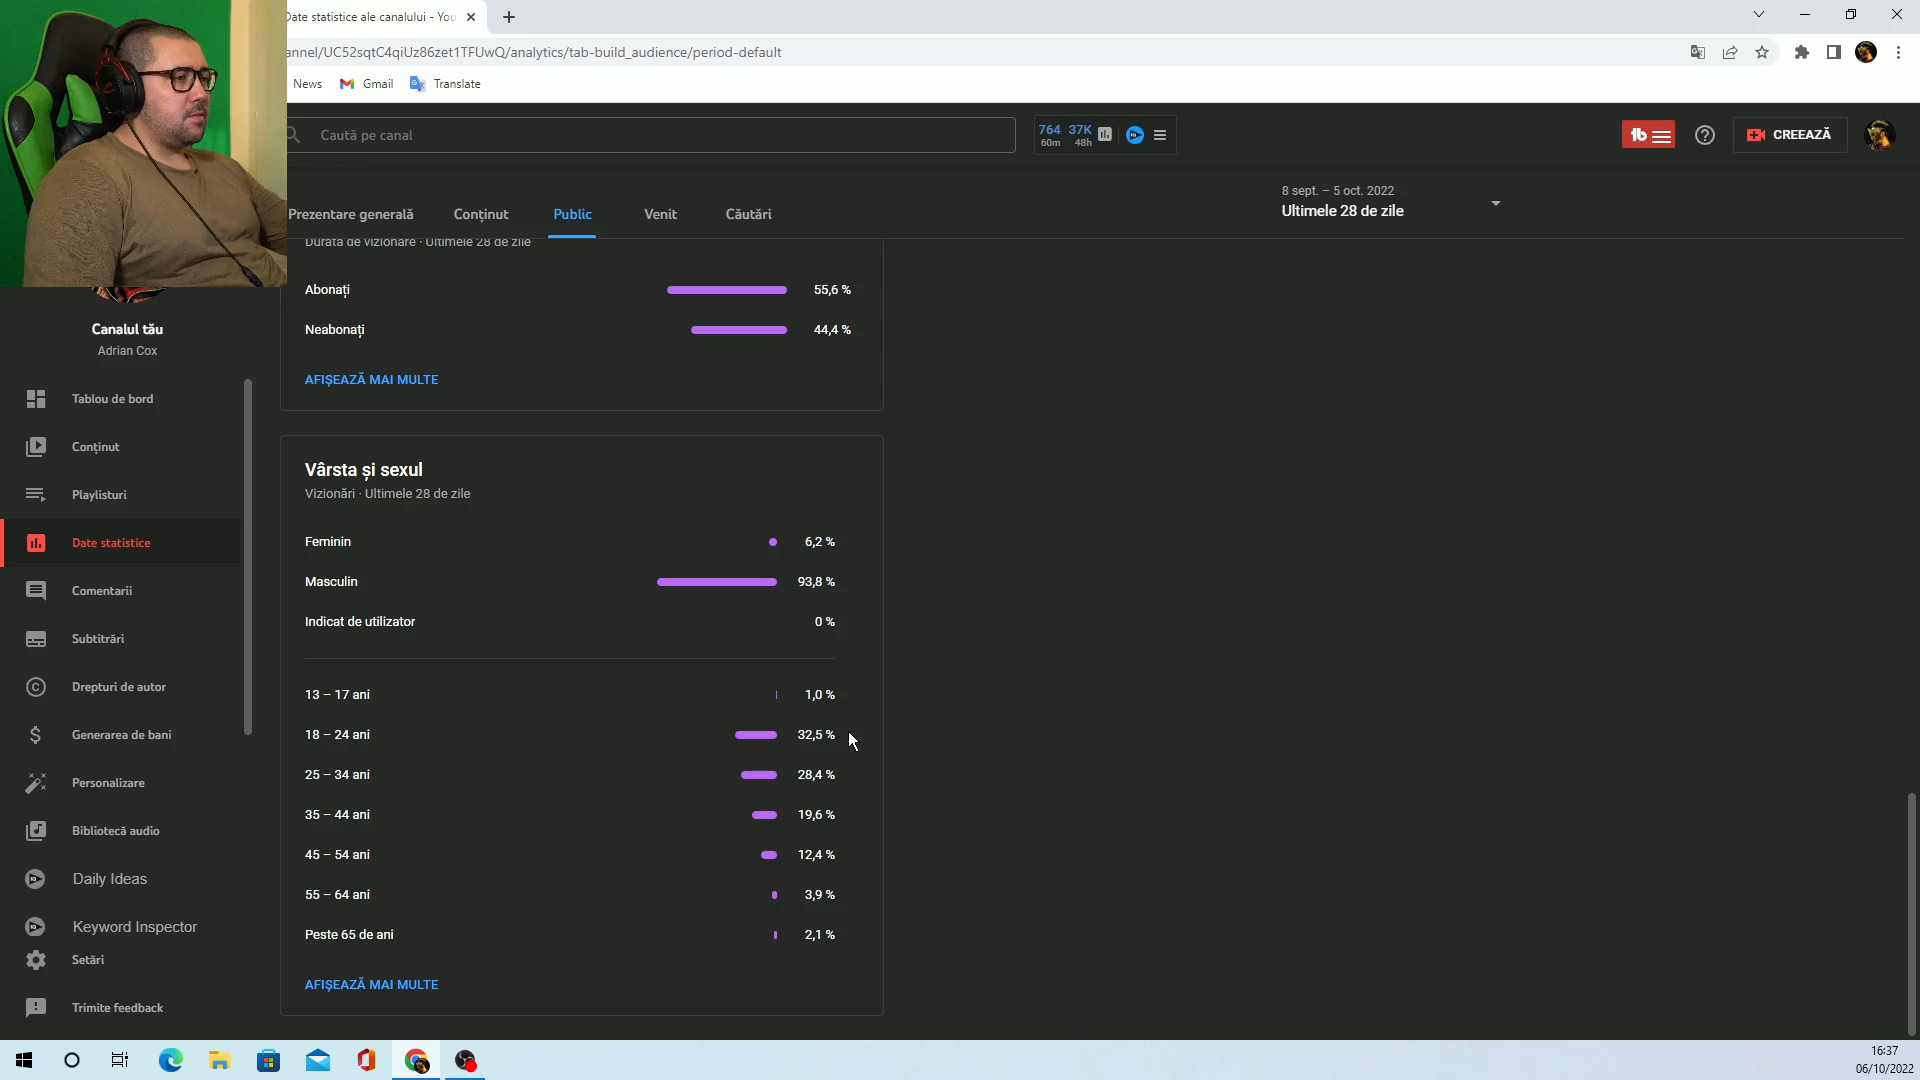 Date statistice ale canalului - You
annel/UC52sqtC4qiUz86zet1TFUwQ/analytics/tab-build_audience/period-default
News Gmail Translate
Caută pe canal
764 37K
60m 48h
CREEAZĂ
8 sept. – 5 oct. 2022
Ultimele 28 de zile
Prezentare generală Conținut Public Venit Căutări
Durata de vizionare · Ultimele 28 de zile
Abonați 55,6 %
Neabonați 44,4 %
AFIȘEAZĂ MAI MULTE
Canalul tău
Adrian Cox
Tablou de bord
Conținut
Playlisturi
Date statistice
Comentarii
Subtitrări
Drepturi de autor
Generarea de bani
Personalizare
Bibliotecă audio
Daily Ideas
Keyword Inspector
Setări
Trimite feedback
Vârsta și sexul
Vizionări · Ultimele 28 de zile
Feminin 6,2 %
Masculin 93,8 %
Indicat de utilizator 0 %
13 – 17 ani 1,0 %
18 – 24 ani 32,5 %
25 – 34 ani 28,4 %
35 – 44 ani 19,6 %
45 – 54 ani 12,4 %
55 – 64 ani 3,9 %
Peste 65 de ani 2,1 %
AFIȘEAZĂ MAI MULTE
16:37
06/10/2022